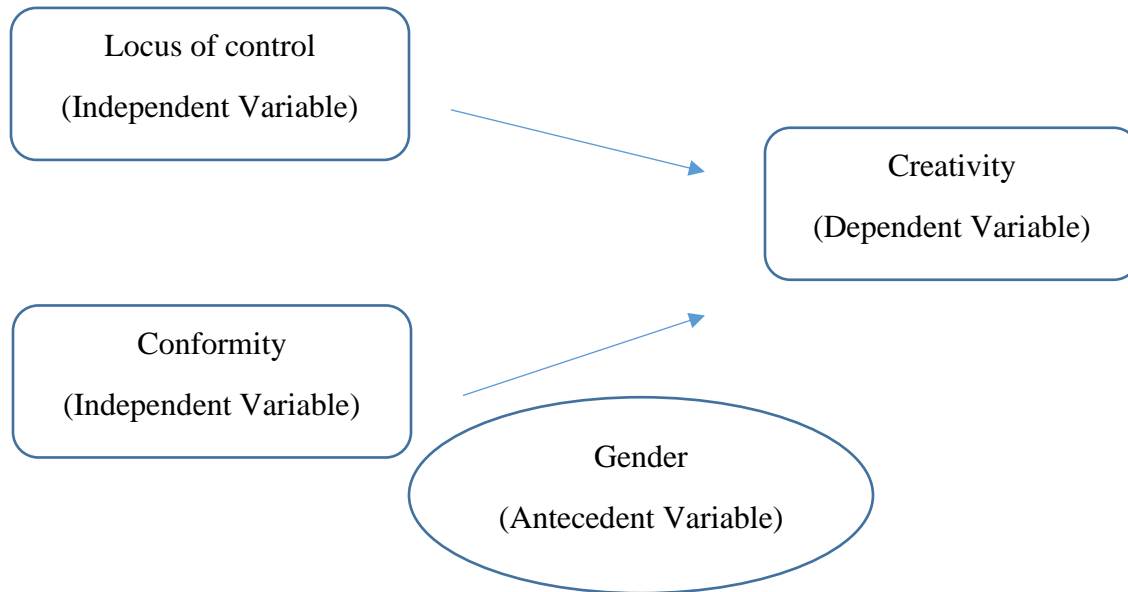 Locus of control
(Independent Variable)
Creativity
(Dependent Variable)
Conformity
(Independent Variable)
Gender
(Antecedent Variable)